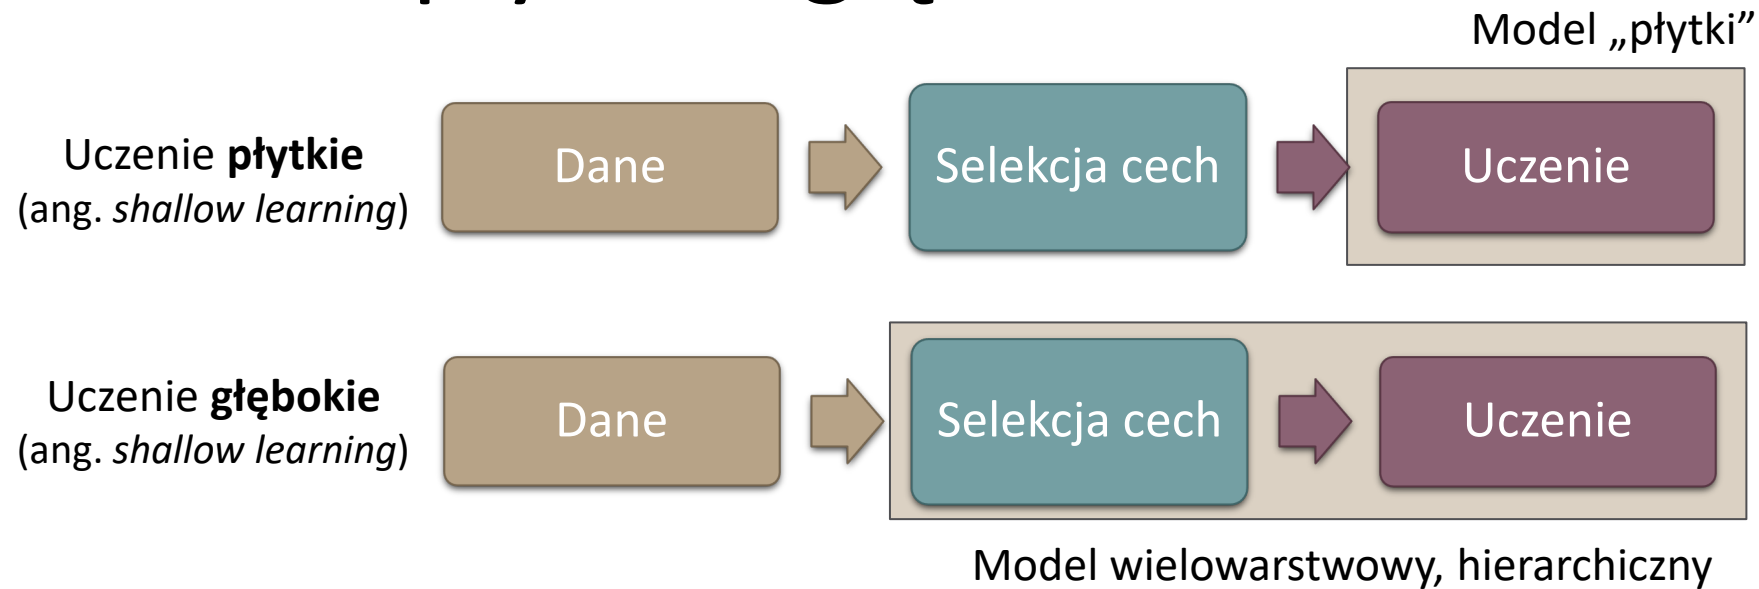 Model „płytki”
Uczenie płytkie
(ang. shallow learning)
Dane
Selekcja cech
Uczenie
Uczenie głębokie
(ang. shallow learning)
Dane
Selekcja cech
Uczenie
Model wielowarstwowy, hierarchiczny